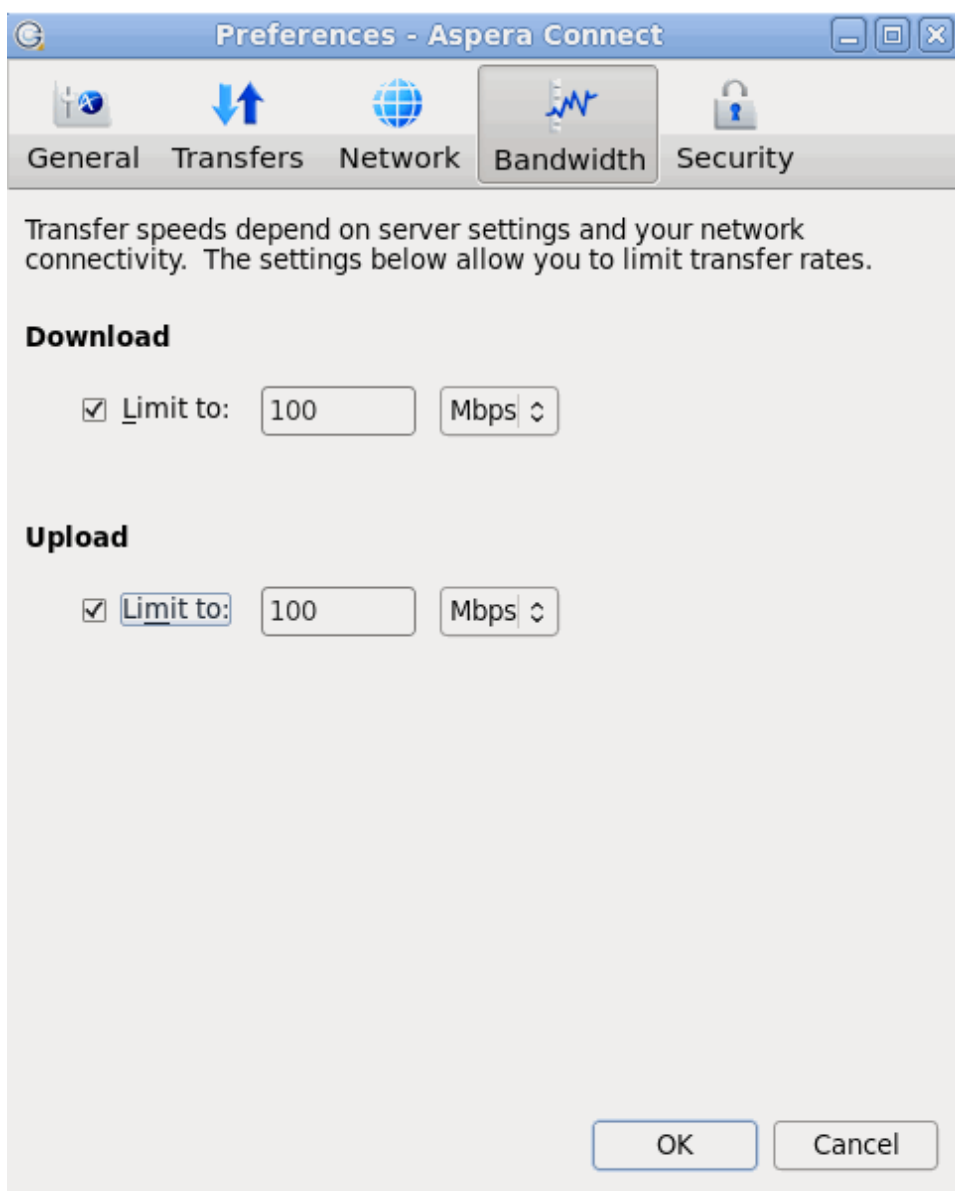 Preferences - Aspera Connect
General Transfers Network Bandwidth Security
Transfer speeds depend on server settings and your network
connectivity.  The settings below allow you to limit transfer rates.
Download
Limit to: 100 Mbps
Upload
Limit to: 100 Mbps
OK Cancel